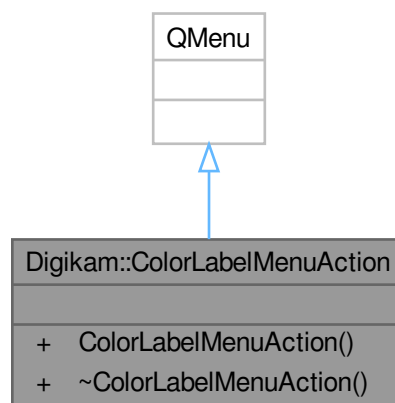 QMenu
Digikam::ColorLabelMenuAction
+ ColorLabelMenuAction()
+ ~ColorLabelMenuAction()